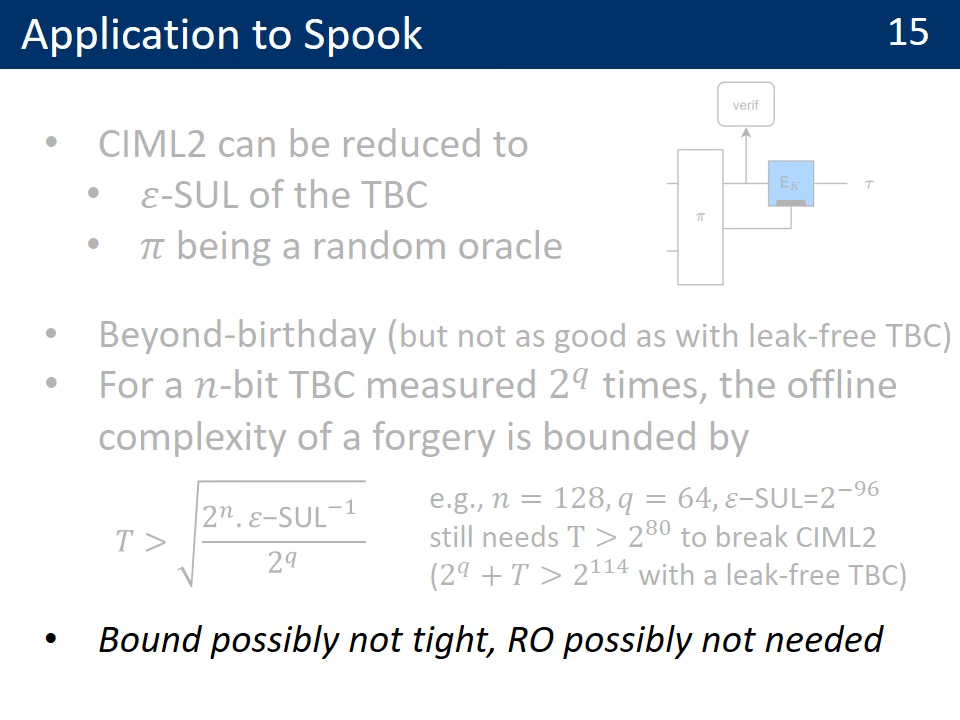 Application to Spook
15
verif
• CIML2 can be reduced to
• 𝜀-SUL of the TBC
• 𝜋 being a random oracle
E_K
τ
π
• Beyond-birthday (but not as good as with leak-free TBC)
• For a 𝑛-bit TBC measured 2^𝑞 times, the offline
complexity of a forgery is bounded by
𝑇 > √(2^𝑛. 𝜀−SUL^−1 / 2^𝑞)
e.g., 𝑛 = 128, 𝑞 = 64, 𝜀−SUL=2^−96
still needs T > 2^80 to break CIML2
(2^𝑞 + 𝑇 > 2^114 with a leak-free TBC)
• Bound possibly not tight, RO possibly not needed